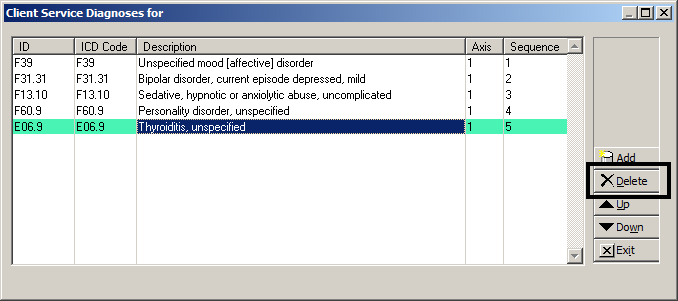 Client Service Diagnoses for
ID ICD Code Description Axis Sequence
F39 F39 Unspecified mood [affective] disorder 1 1
F31.31 F31.31 Bipolar disorder, current episode depressed, mild 1 2
F13.10 F13.10 Sedative, hypnotic or anxiolytic abuse, uncomplicated 1 3
F60.9 F60.9 Personality disorder, unspecified 1 4
E06.9 E06.9 Thyroiditis, unspecified 1 5
Add
Delete
Up
Down
Exit